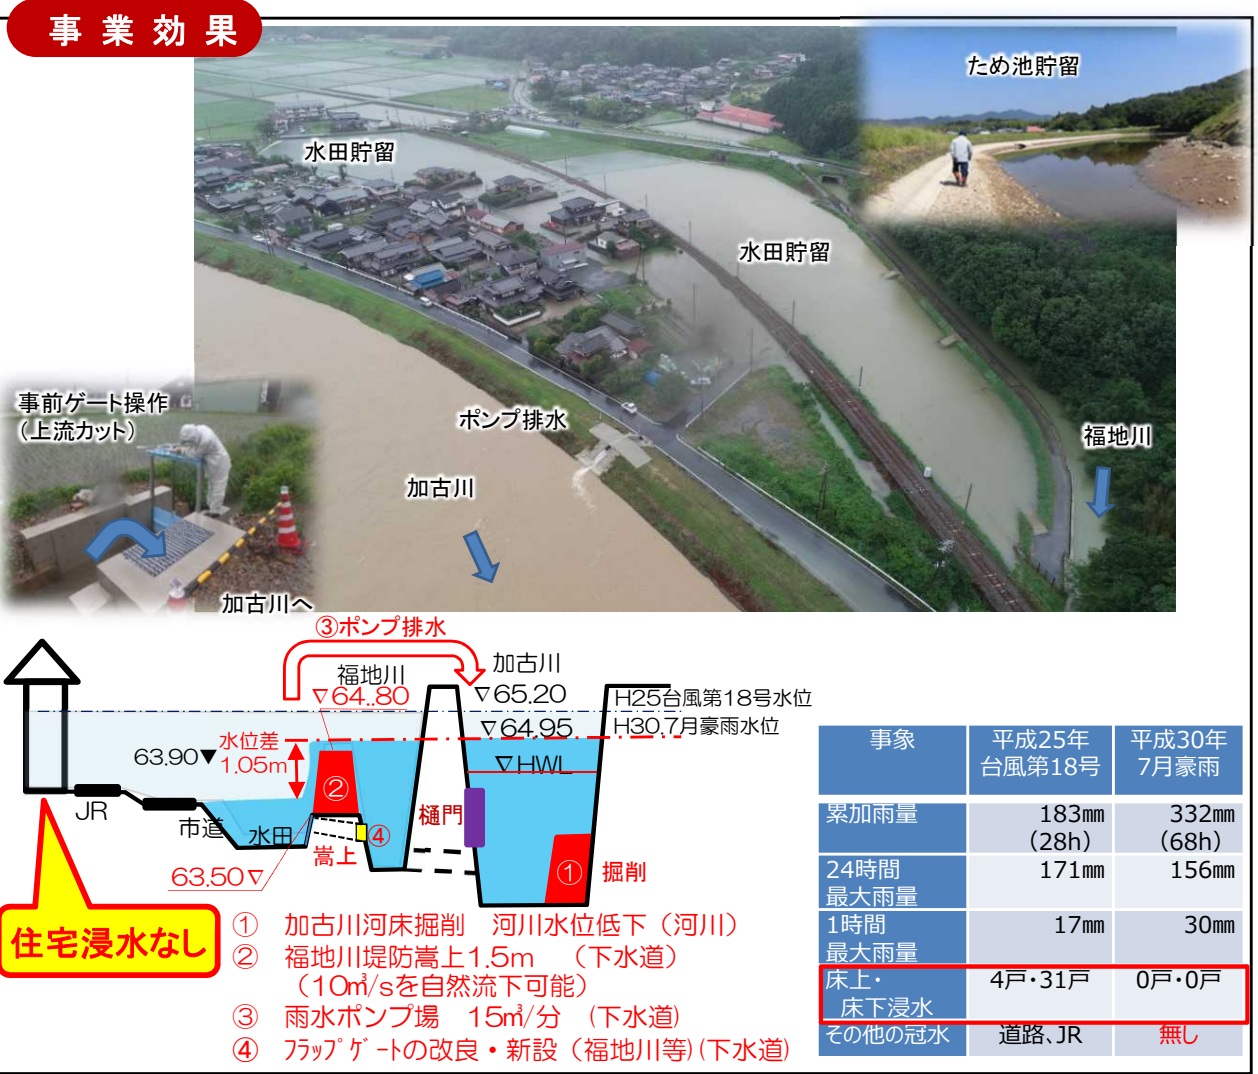 事業効果
ため池貯留
水田貯留
水田貯留
事前ゲート操作
（上流カット）
ポンプ排水
福地川
加古川
加古川へ
③ポンプ排水
福地川
加古川
▽64..80
▽65.20
H25台風第18号水位
▽64.95
H30.7月豪雨水位
水位差
1.05m
63.90▼
▽HWL
②
JR
市道
水田
④
樋門
嵩上
①
掘削
63.50▽
住宅浸水なし
① 加古川河床掘削 河川水位低下（河川）
② 福地川堤防嵩上1.5m （下水道）
（10㎥/sを自然流下可能）
③ 雨水ポンプ場 15㎥/分 （下水道）
④ フラップゲートの改良・新設（福地川等）（下水道）
事象 平成25年 台風第18号 平成30年 7月豪雨
累加雨量 183㎜ (28h) 332㎜ (68h)
24時間 最大雨量 171㎜ 156㎜
1時間 最大雨量 17㎜ 30㎜
床上・ 床下浸水 4戸・31戸 0戸・0戸
その他の冠水 道路、JR 無し